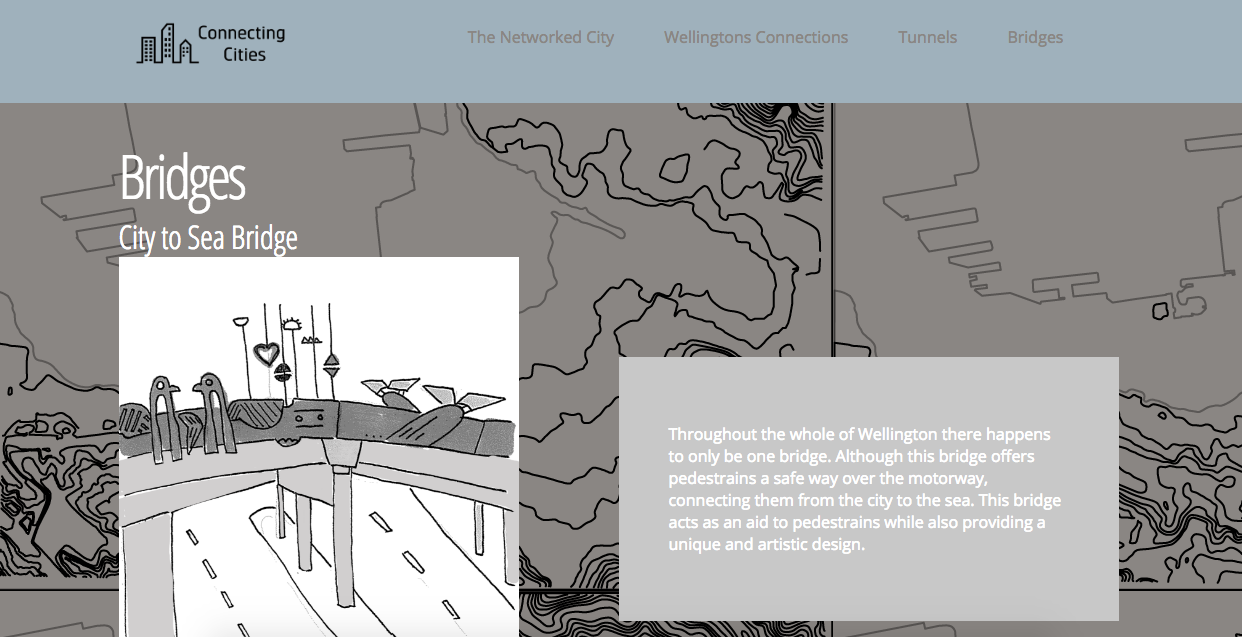 Connecting
Cities
The Networked City Wellingtons Connections Tunnels Bridges
Bridges
City to Sea Bridge
Throughout the whole of Wellington there happens
to only be one bridge. Although this bridge offers
pedestrains a safe way over the motorway,
connecting them from the city to the sea. This bridge
acts as an aid to pedestrains while also providing a
unique and artistic design.